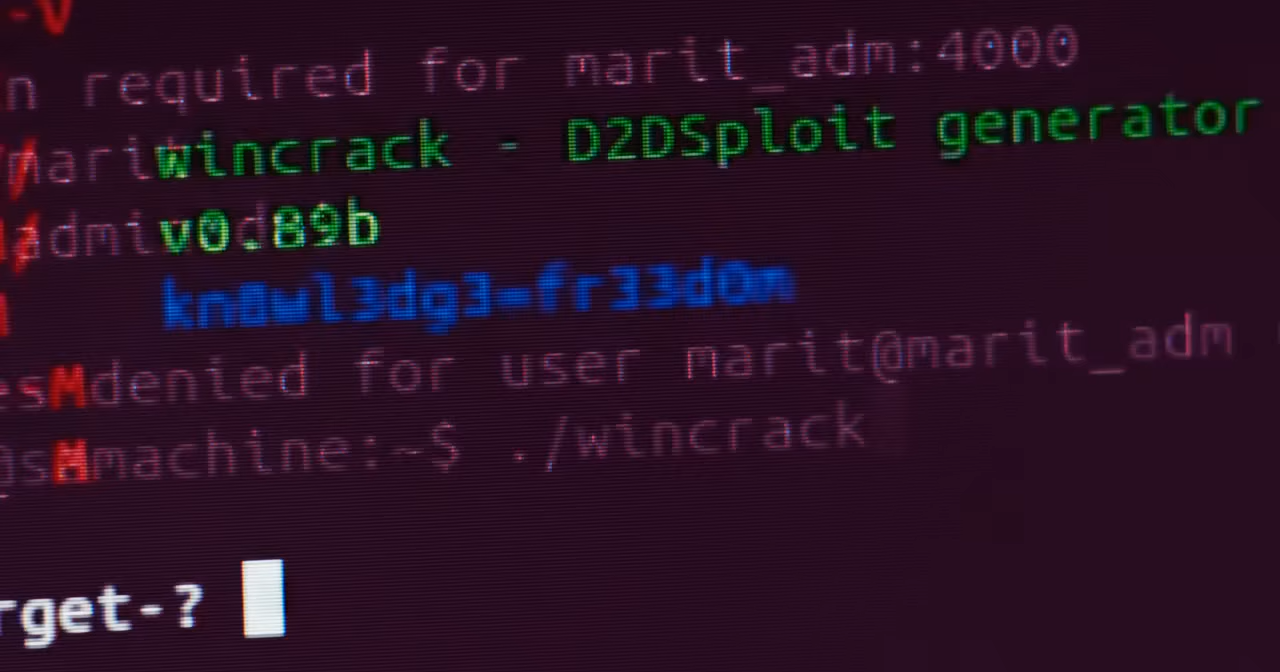 -V
n required for marit_adm:4000
wincrack - D2DSploit generator
v0.89b
kn0wl3dg3=fr33d0m
denied for user marit@marit_adm
machine:~$ ./wincrack
rget-?